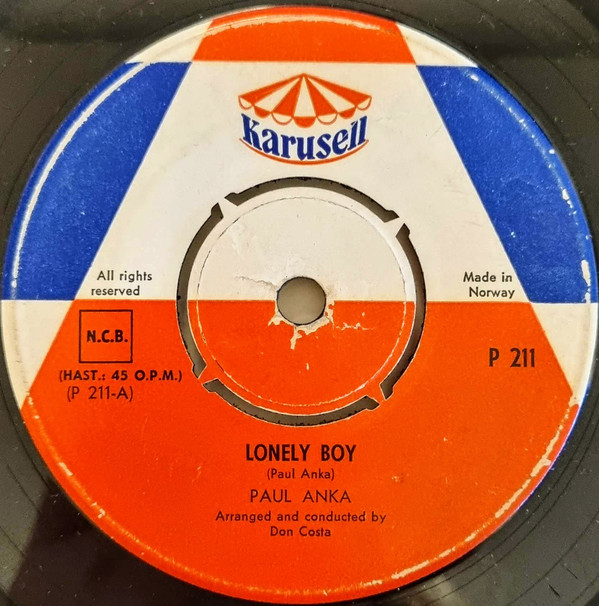 Karusell
All rights
reserved
Made in
Norway
N.C.B.
(HAST.: 45 O.P.M.)
(P 211-A)
P 211
LONELY BOY
(Paul Anka)
PAUL ANKA
Arranged and conducted by
Don Costa